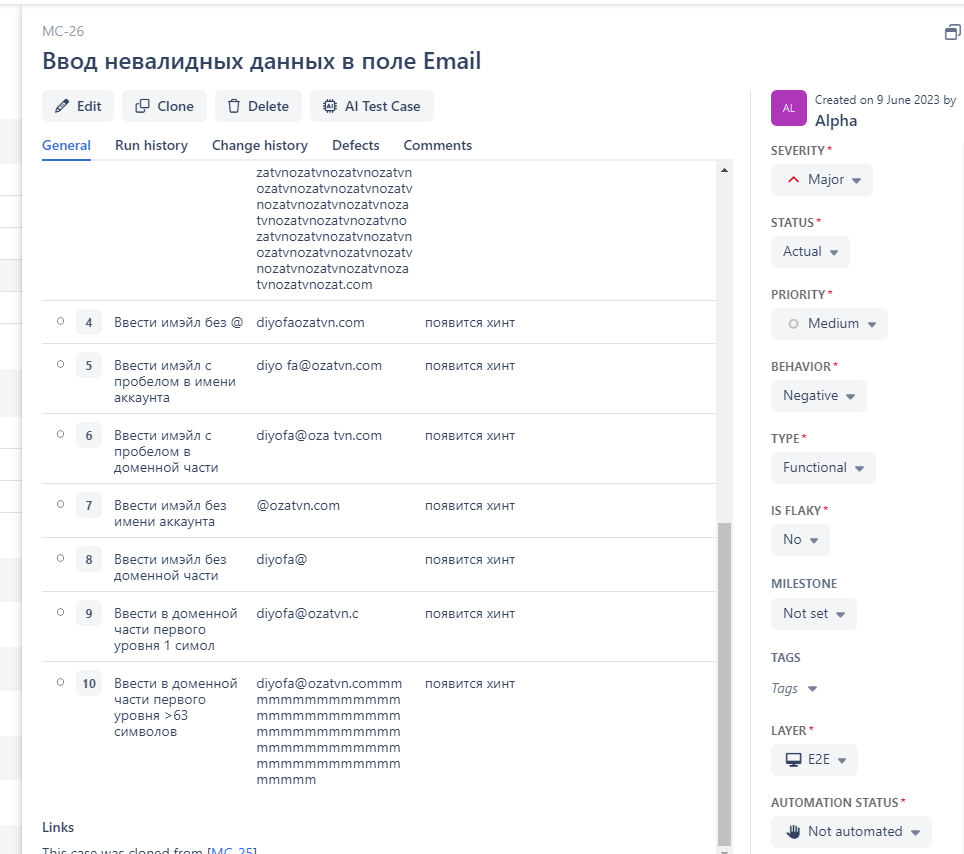 MC-26
Ввод невалидных данных в поле Email
Edit
Clone
Delete
AI Test Case
General
Run history
Change history
Defects
Comments
zatvnozatvnozatvnozatvn
ozatvnozatvnozatvnozatv
nozatvnozatvnozatvnoza
tvnozatvnozatvnozatvno
zatvnozatvnozatvnozatvn
ozatvnozatvnozatvnozatv
nozatvnozatvnozatvnoza
tvnozatvnozat.com
4
Ввести имэйл без @
diyofaozatvn.com
появится хинт
5
Ввести имэйл с
пробелом в имени
аккаунта
diyo fa@ozatvn.com
появится хинт
6
Ввести имэйл с
пробелом в
доменной части
diyofa@oza tvn.com
появится хинт
7
Ввести имэйл без
имени аккаунта
@ozatvn.com
появится хинт
8
Ввести имэйл без
доменной части
diyofa@
появится хинт
9
Ввести в доменной
части первого
уровня 1 симол
diyofa@ozatvn.c
появится хинт
10
Ввести в доменной
части первого
уровня >63
символов
diyofa@ozatvn.commm
mmmmmmmmmmmm
mmmmmmmmmmmm
mmmmmmmmmmmm
mmmmmmmmmmmm
mmmmmmmmmmmm
mmmmm
появится хинт
Links
This case was cloned from [MC-25]
AL
Created on 9 June 2023 by
Alpha
SEVERITY*
Major
STATUS*
Actual
PRIORITY*
Medium
BEHAVIOR*
Negative
TYPE*
Functional
IS FLAKY*
No
MILESTONE
Not set
TAGS
Tags
LAYER*
E2E
AUTOMATION STATUS*
Not automated